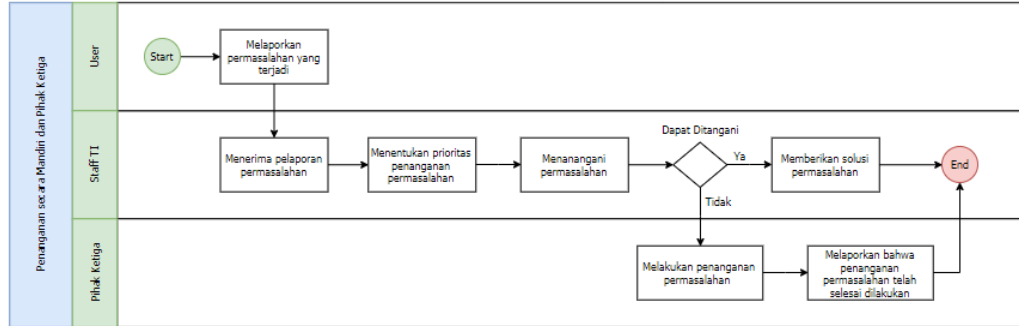 Penanganan secara Mandiri dan Pihak Ketiga
User
Start
Melaporkan
permasalahan yang
terjadi
Staff TI
Menerima pelaporan
permasalahan
Menentukan prioritas
penanganan
permasalahan
Menanangani
permasalahan
Dapat Ditangani
Ya
Tidak
Memberikan solusi
permasalahan
End
Pihak Ketiga
Melakukan penanganan
permasalahan
Melaporkan bahwa
penanganan
permasalahan telah
selesai dilakukan